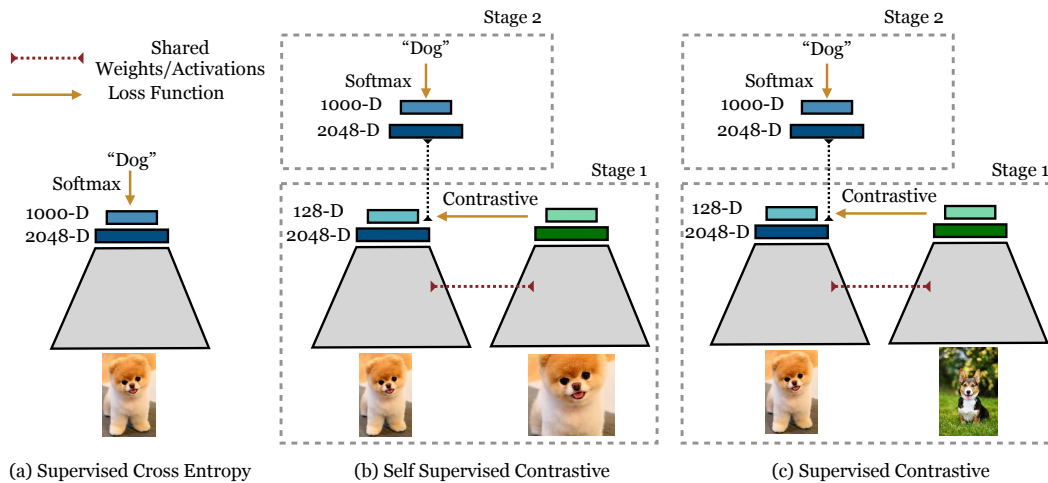 Shared
Weights/Activations
Loss Function
“Dog”
Softmax
1000-D
2048-D
(a) Supervised Cross Entropy
Stage 2
“Dog”
Softmax
1000-D
2048-D
Stage 1
Contrastive
128-D
2048-D
(b) Self Supervised Contrastive
Stage 2
“Dog”
Softmax
1000-D
2048-D
Stage 1
Contrastive
128-D
2048-D
(c) Supervised Contrastive